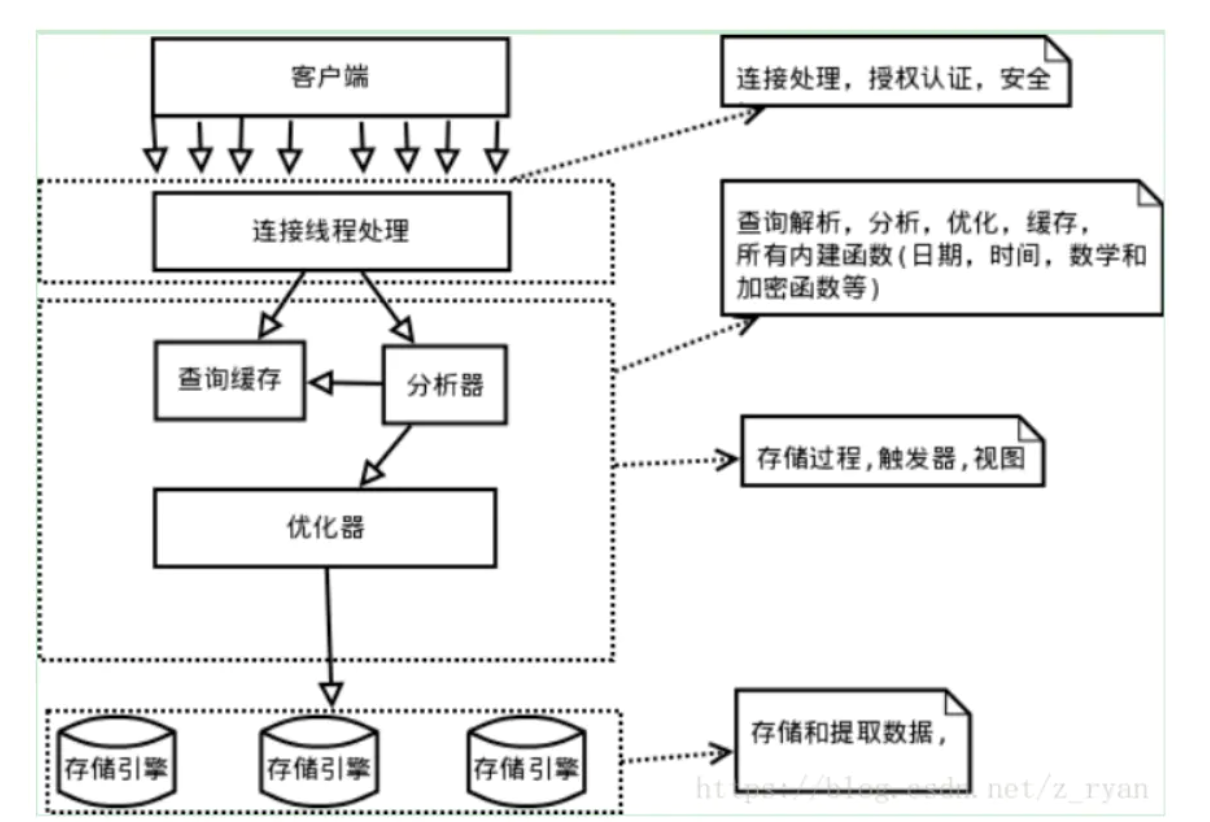 客户端
连接处理，授权认证，安全
连接线程处理
查询解析，分析，优化，缓存，
所有内建函数(日期，时间，数学和
加密函数等)
查询缓存
分析器
存储过程,触发器,视图
优化器
存储引擎
存储引擎
存储引擎
存储和提取数据,
https://blog.csdn.net/z_ryan